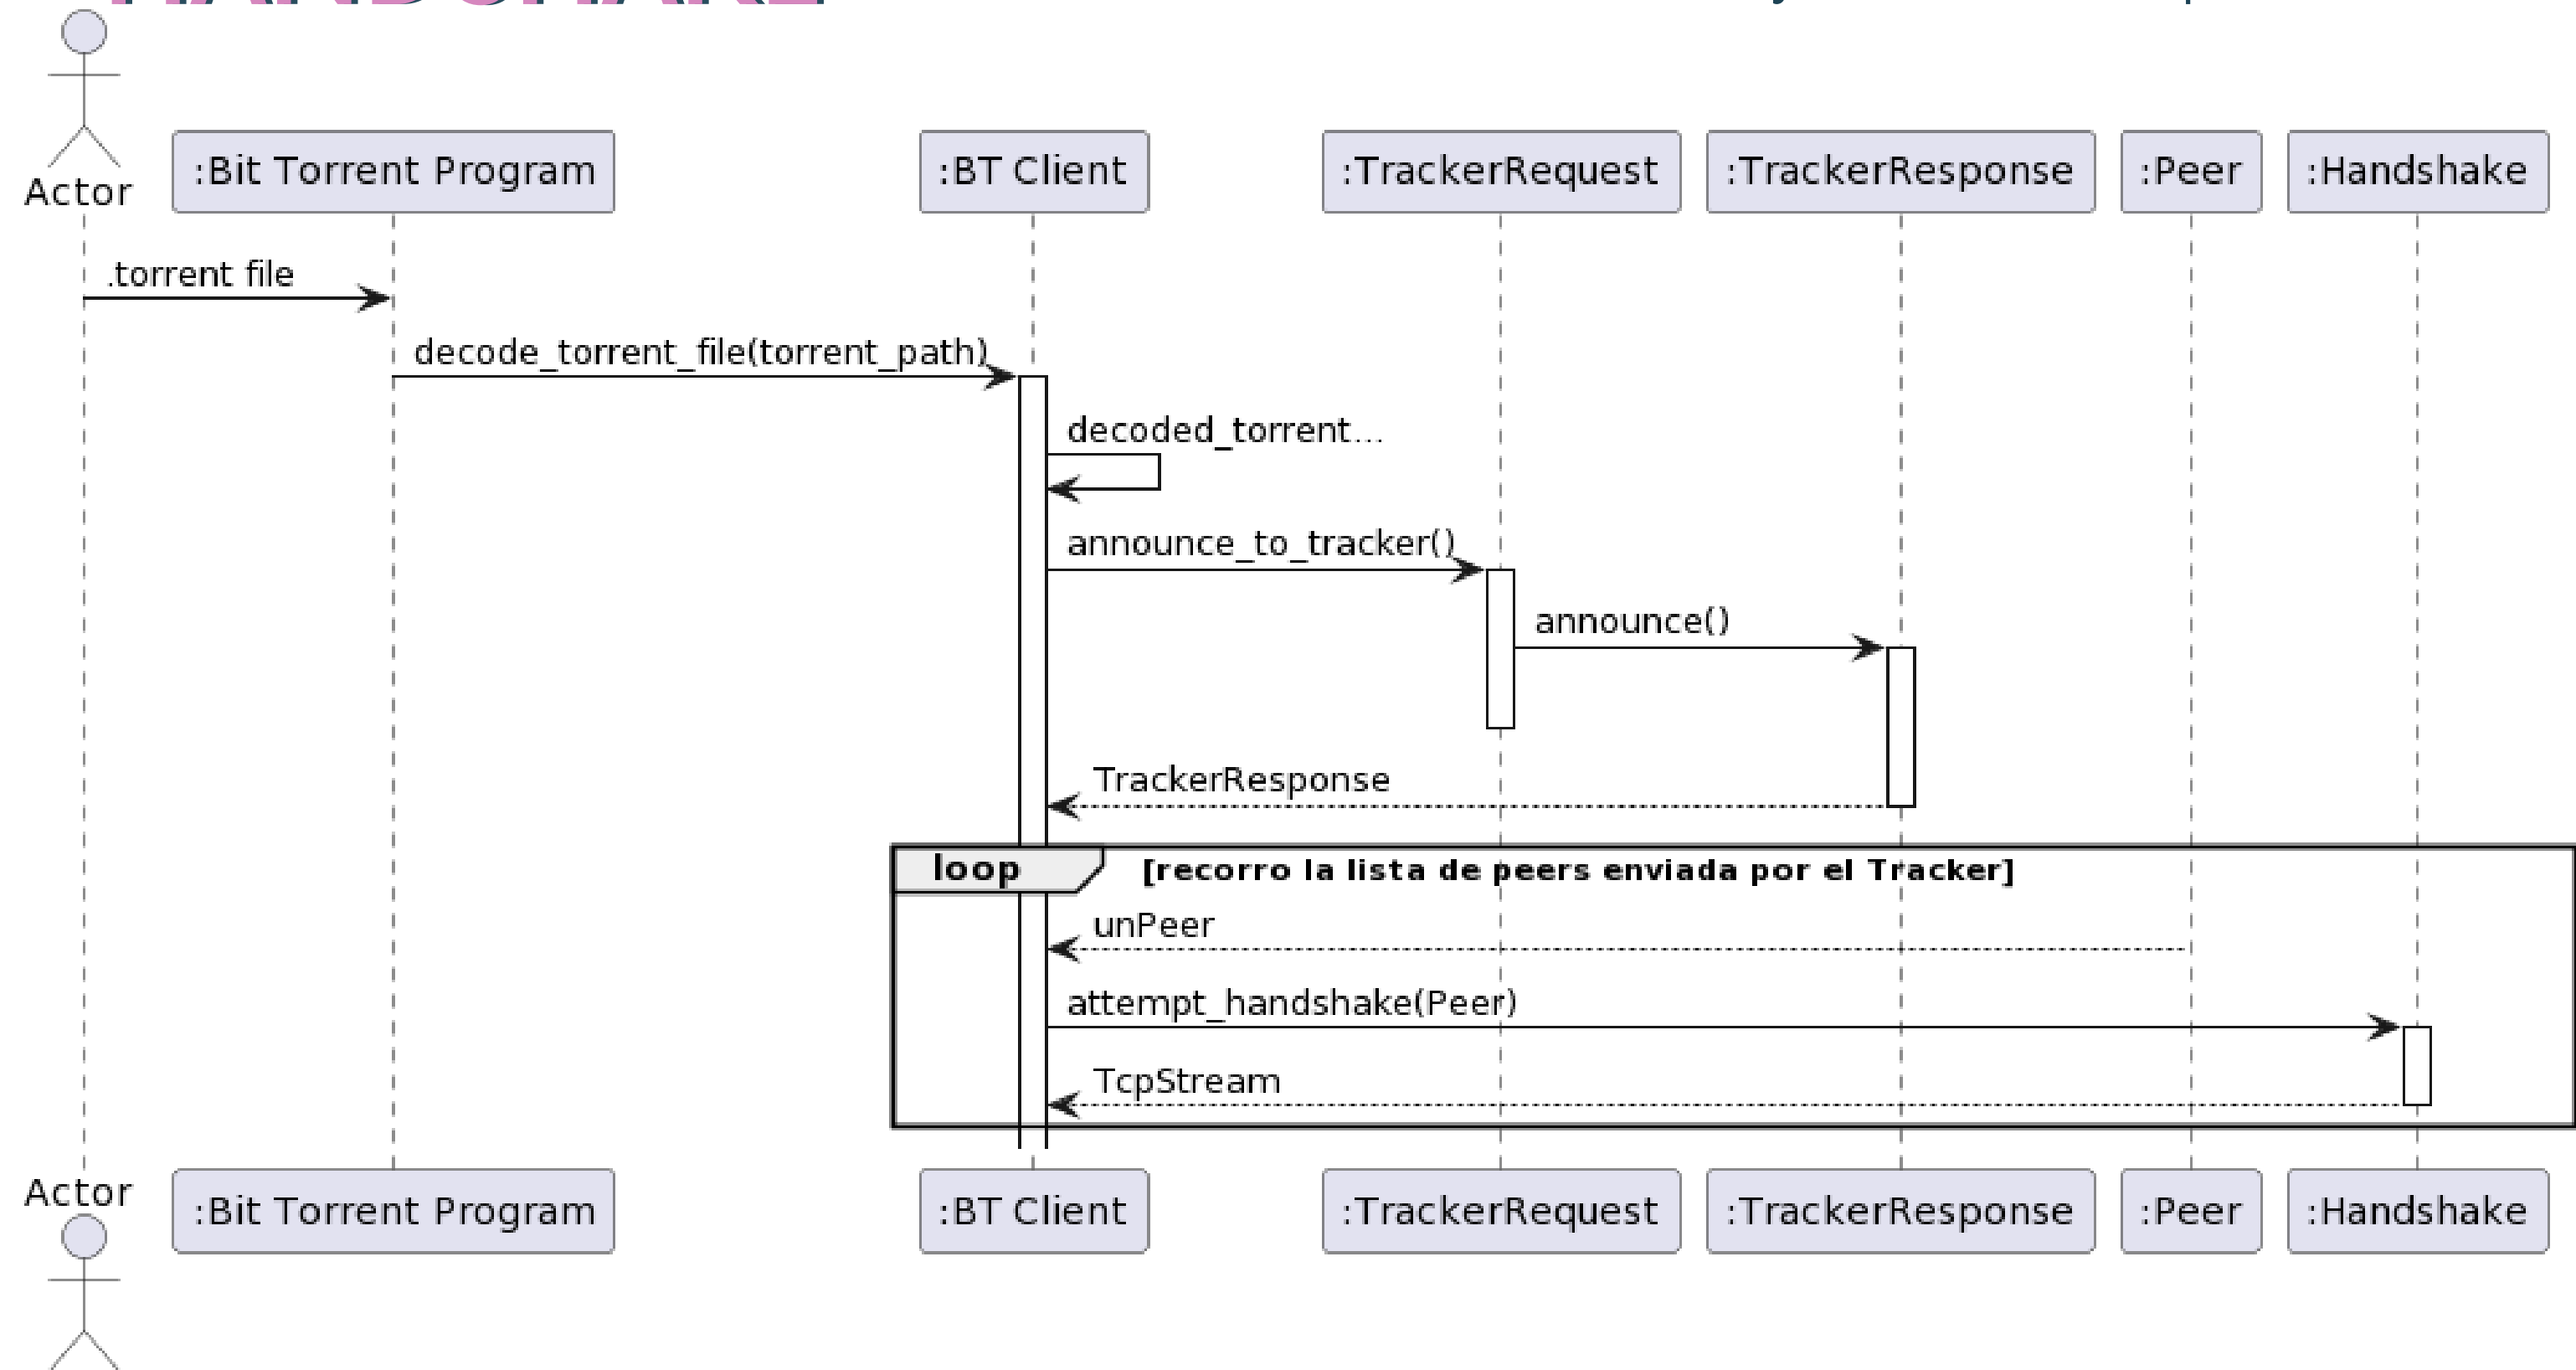 HANDSHAKE
Actor
:Bit Torrent Program
:BT Client
:TrackerRequest
:TrackerResponse
:Peer
:Handshake
.torrent file
decode_torrent_file(torrent_path)
decoded_torrent...
announce_to_tracker()
announce()
TrackerResponse
loop
[recorro la lista de peers enviada por el Tracker]
unPeer
attempt_handshake(Peer)
TcpStream
Actor
:Bit Torrent Program
:BT Client
:TrackerRequest
:TrackerResponse
:Peer
:Handshake